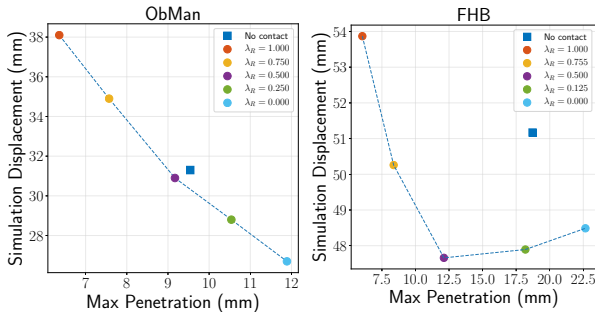 ObMan
Simulation Displacement (mm)
38
36
34
32
30
28
No contact
λR = 1.000
λR = 0.750
λR = 0.500
λR = 0.250
λR = 0.000
7 8 9 10 11 12
Max Penetration (mm)
FHB
Simulation Displacement (mm)
54
53
52
51
50
49
48
No contact
λR = 1.000
λR = 0.755
λR = 0.500
λR = 0.125
λR = 0.000
7.5 10.0 12.5 15.0 17.5 20.0 22.5
Max Penetration (mm)